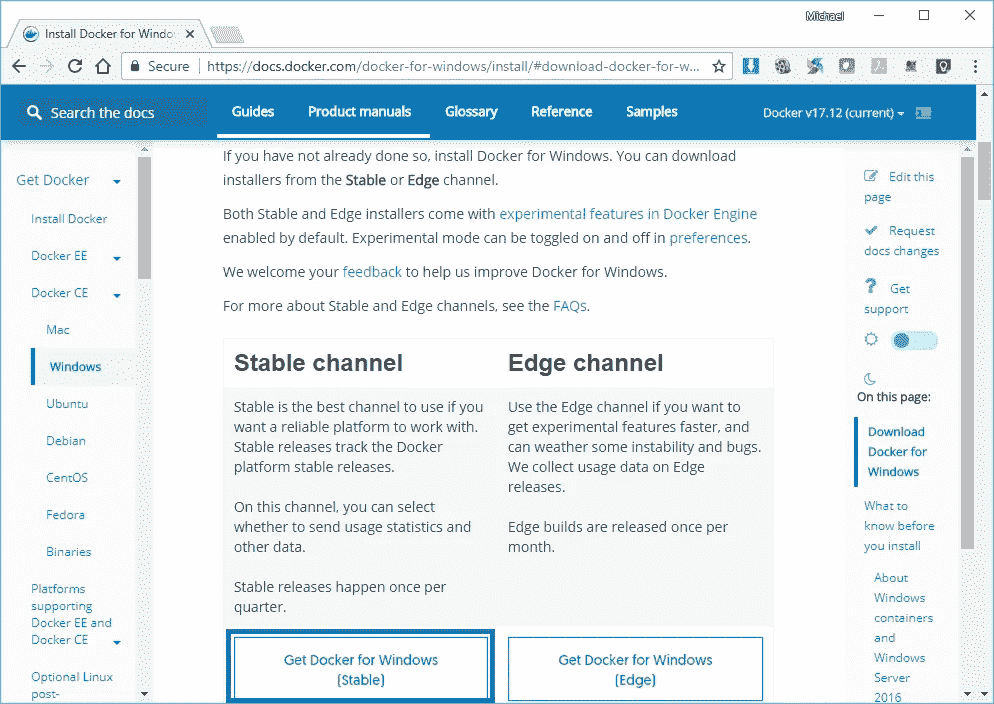 Michael
Install Docker for Windo
Secure
https://docs.docker.com/docker-for-windows/install/#download-docker-for-w...
Search the docs
Guides
Product manuals
Glossary
Reference
Samples
Docker v17.12 (current)
Get Docker
Install Docker
Docker EE
Docker CE
Mac
Windows
Ubuntu
Debian
CentOS
Fedora
Binaries
Platforms
supporting
Docker EE and
Docker CE
Optional Linux
post-
If you have not already done so, install Docker for Windows. You can download
installers from the Stable or Edge channel.
Both Stable and Edge installers come with experimental features in Docker Engine
enabled by default. Experimental mode can be toggled on and off in preferences.
We welcome your feedback to help us improve Docker for Windows.
For more about Stable and Edge channels, see the FAQs.
Stable channel
Stable is the best channel to use if you
want a reliable platform to work with.
Stable releases track the Docker
platform stable releases.
On this channel, you can select
whether to send usage statistics and
other data.
Stable releases happen once per
quarter.
Get Docker for Windows
(Stable)
Edge channel
Use the Edge channel if you want to
get experimental features faster, and
can weather some instability and bugs.
We collect usage data on Edge
releases.
Edge builds are released once per
month.
Get Docker for Windows
(Edge)
Edit this
page
Request
docs changes
Get
support
On this page:
Download
Docker for
Windows
What to
know before
you install
About
Windows
containers
and
Windows
Server
2016